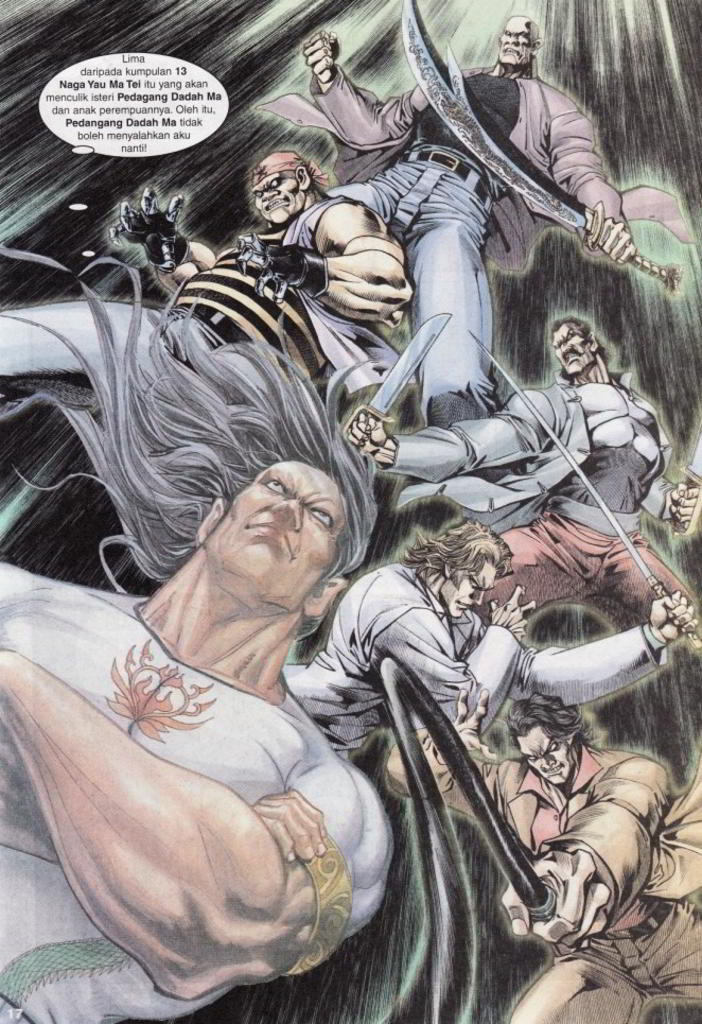 Lima
daripada kumpulan 13
Naga Yau Ma Tei itu yang akan
menculik isteri Pedagang Dadah Ma
dan anak perempuannya. Oleh itu,
Pedangang Dadah Ma tidak
boleh menyalahkan aku
nanti!
17